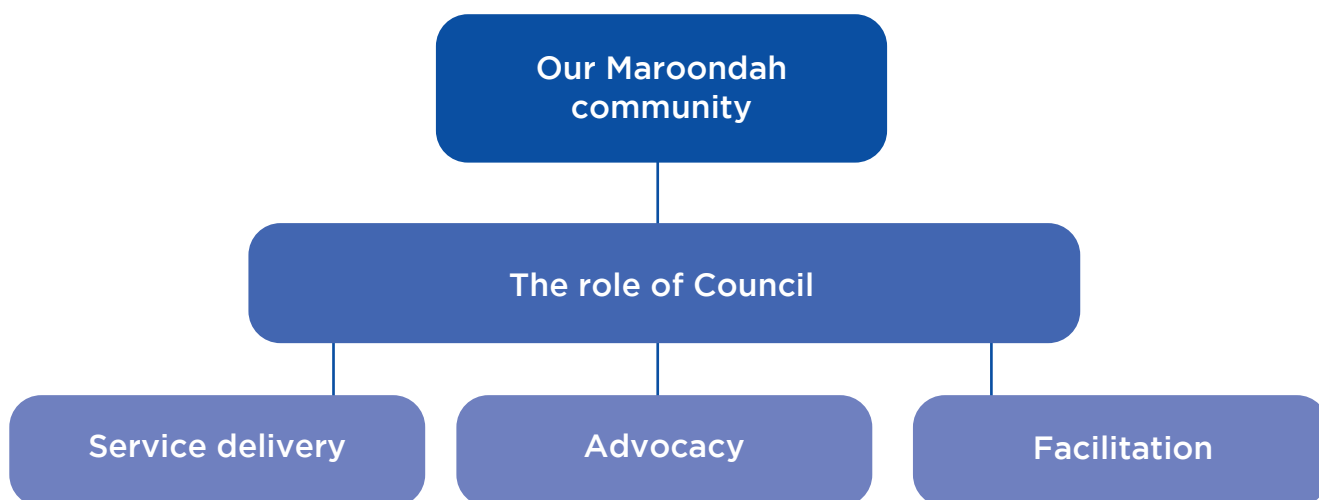 Our Maroondah
community
The role of Council
Service delivery
Advocacy
Facilitation